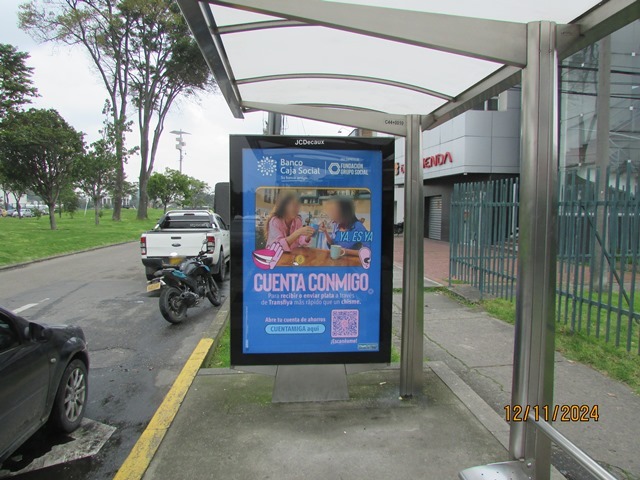 C44+0010
JCDecaux
Banco
Caja Social
FUNDACIÓN
GRUPO SOCIAL
YA, ES YA
CUENTA CONMIGO
Para recibir o enviar plata a través
de Transfiya más rápido que un chisme.
Abre tu cuenta de ahorros
CUENTAMIGA aquí
¡Escanéame!
ENDA
12/11/2024